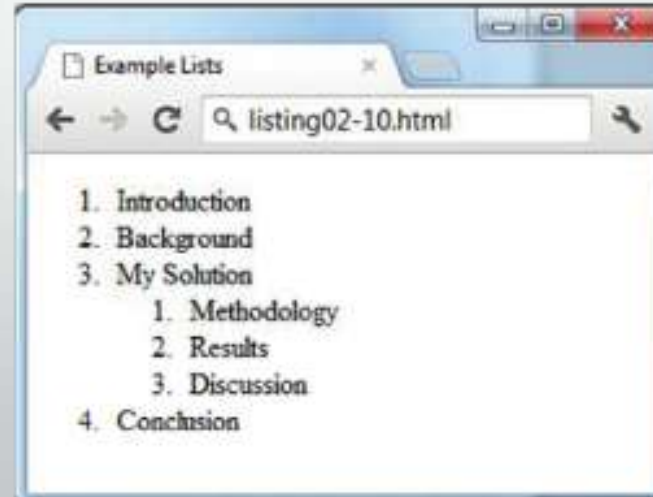 Example Lists
listing02-10.html
1. Introduction
2. Background
3. My Solution
1. Methodology
2. Results
3. Discussion
4. Conclusion